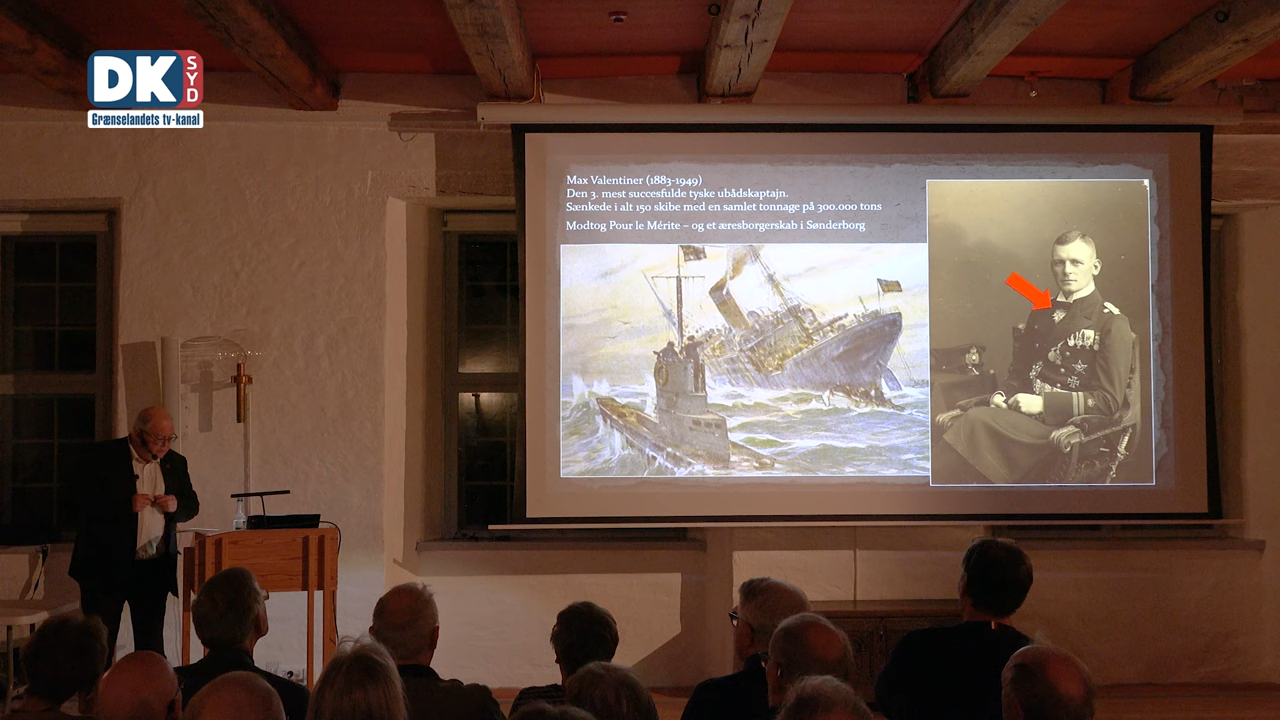 DK
SYD
Grænselandets tv-kanal
Max Valentiner (1883-1949)
Den 3. mest succesfulde tyske ubådskaptajn.
Sænkede i alt 150 skibe med en samlet tonnage på 300.000 tons
Modtog Pour le Mérite – og et æresborgerskab i Sønderborg